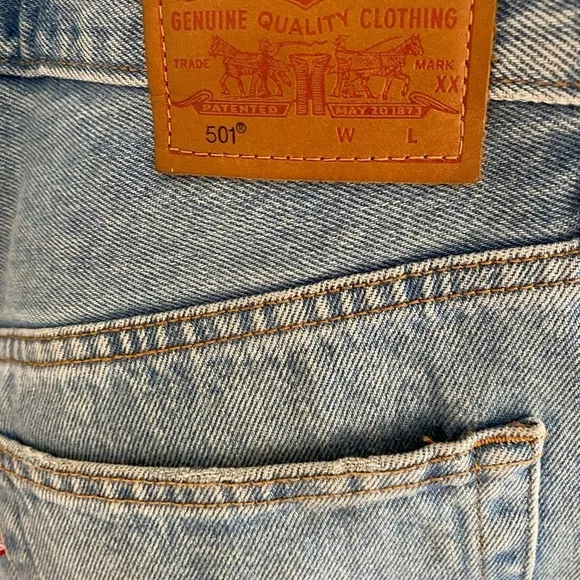 GENUINE QUALITY CLOTHING
TRADE MARK
XX
PATENTED MAY 20 1873
501® W L